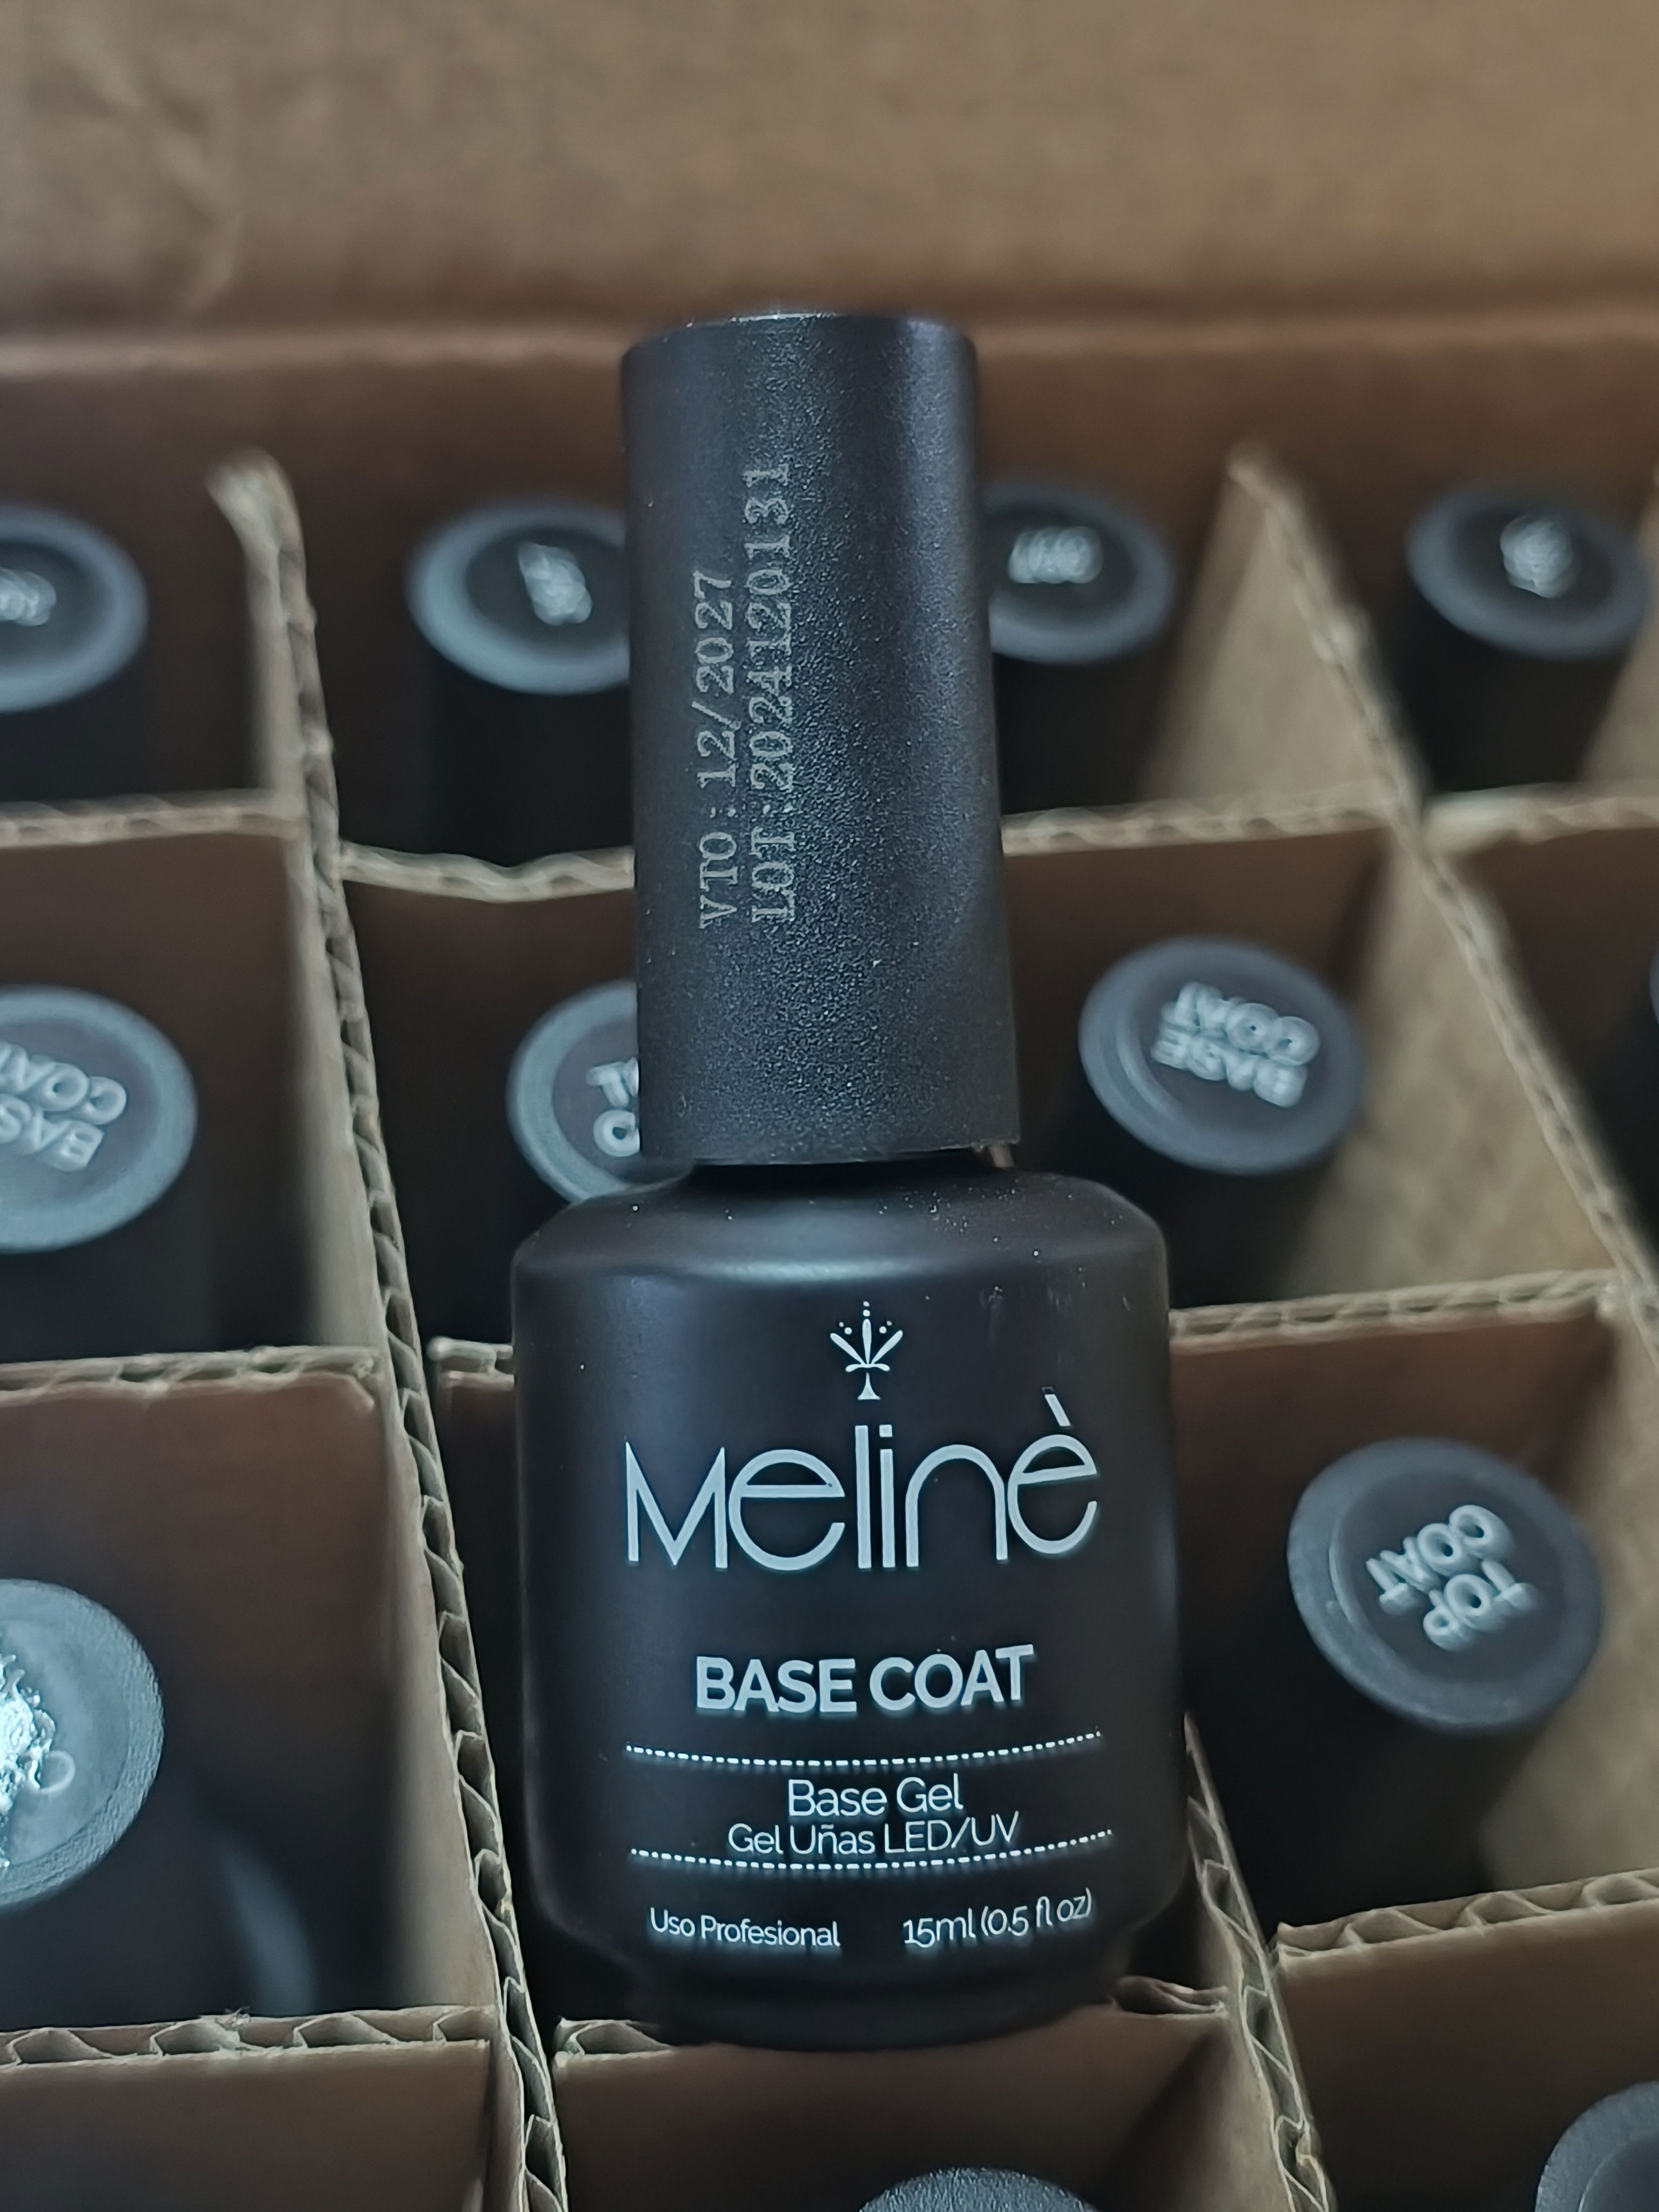 VTO:12/2027
LOT:20241120131
Melinè
BASE COAT
Base Gel
Gel Uñas LED/UV
Uso Profesional 15ml (0.5 fl oz)
BASE
COAT
TOP
COAT